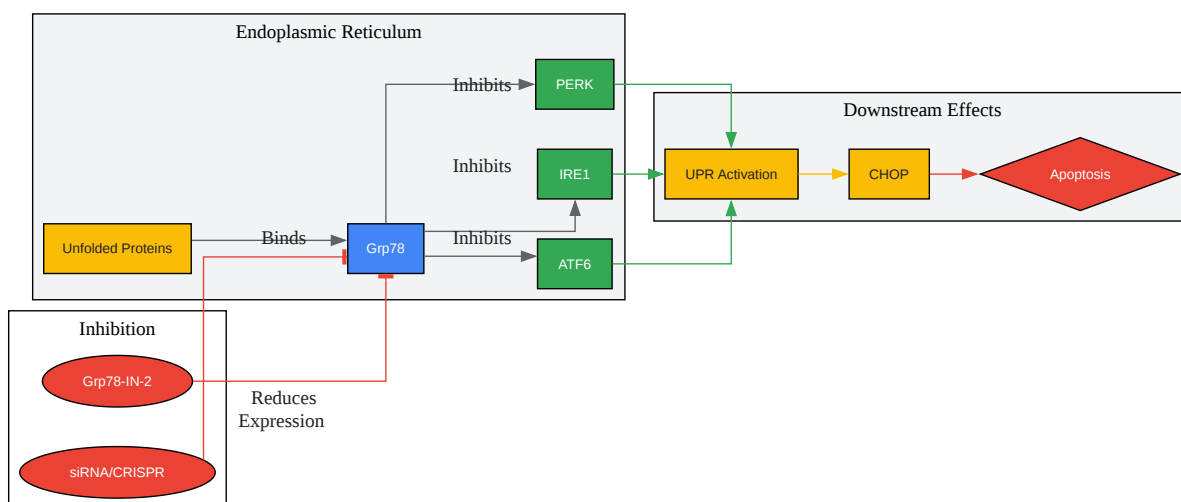 Endoplasmic Reticulum
Inhibits
PERK
Downstream Effects
Inhibits
IRE1
UPR Activation
CHOP
Apoptosis
Unfolded Proteins
Binds
Grp78
Inhibits
ATF6
Inhibition
Grp78-IN-2
Reduces
Expression
siRNA/CRISPR